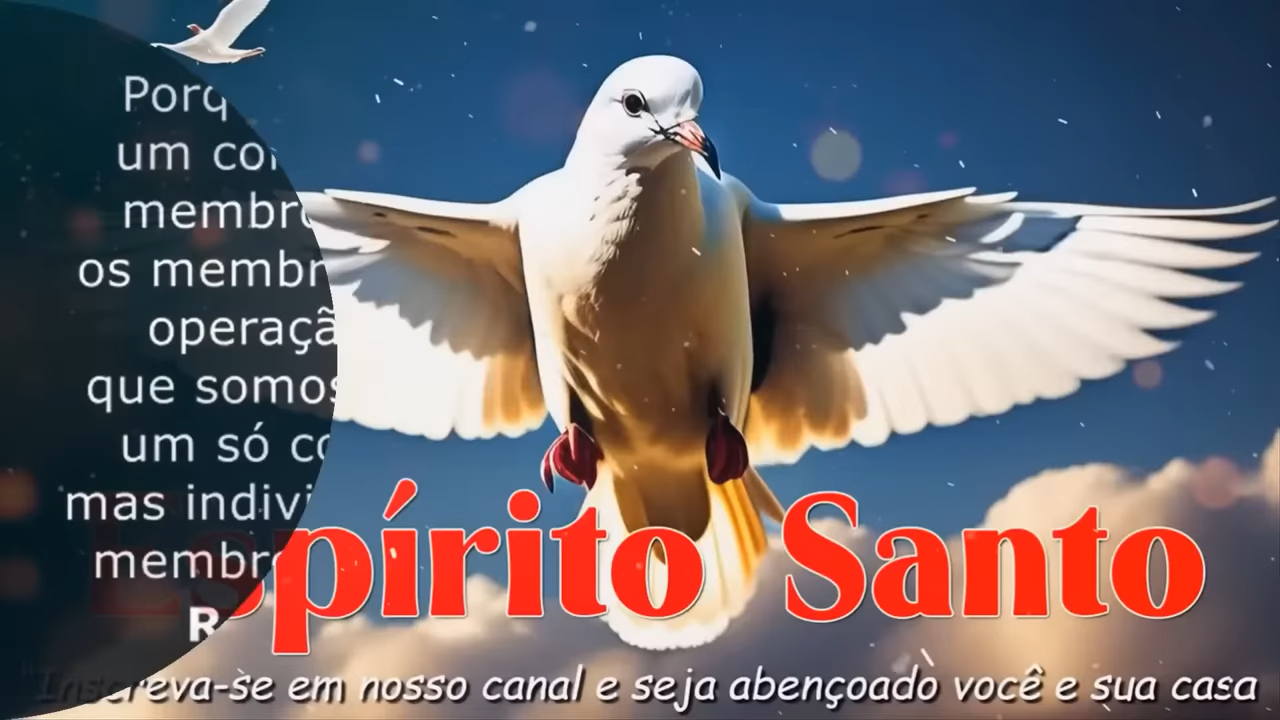 Porq
um co
membr
os membr
operaçã
que somos
um só co
mas indivi
membr
R
Espírito Santo
"Inscreva-se em nosso canal e seja abençoado você e sua casa